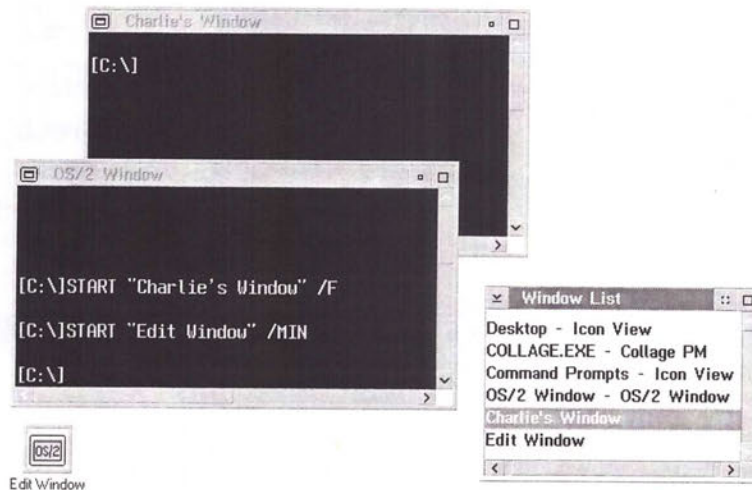 Charlie's Window
[C:\]
OS/2 Window
[C:\]START "Charlie's Window" /F
[C:\]START "Edit Window" /MIN
[C:\]
Window List
Desktop - Icon View
COLLAGE.EXE - Collage PM
Command Prompts - Icon View
OS/2 Window - OS/2 Window
Charlie's Window
Edit Window
OS/2
Edit Window